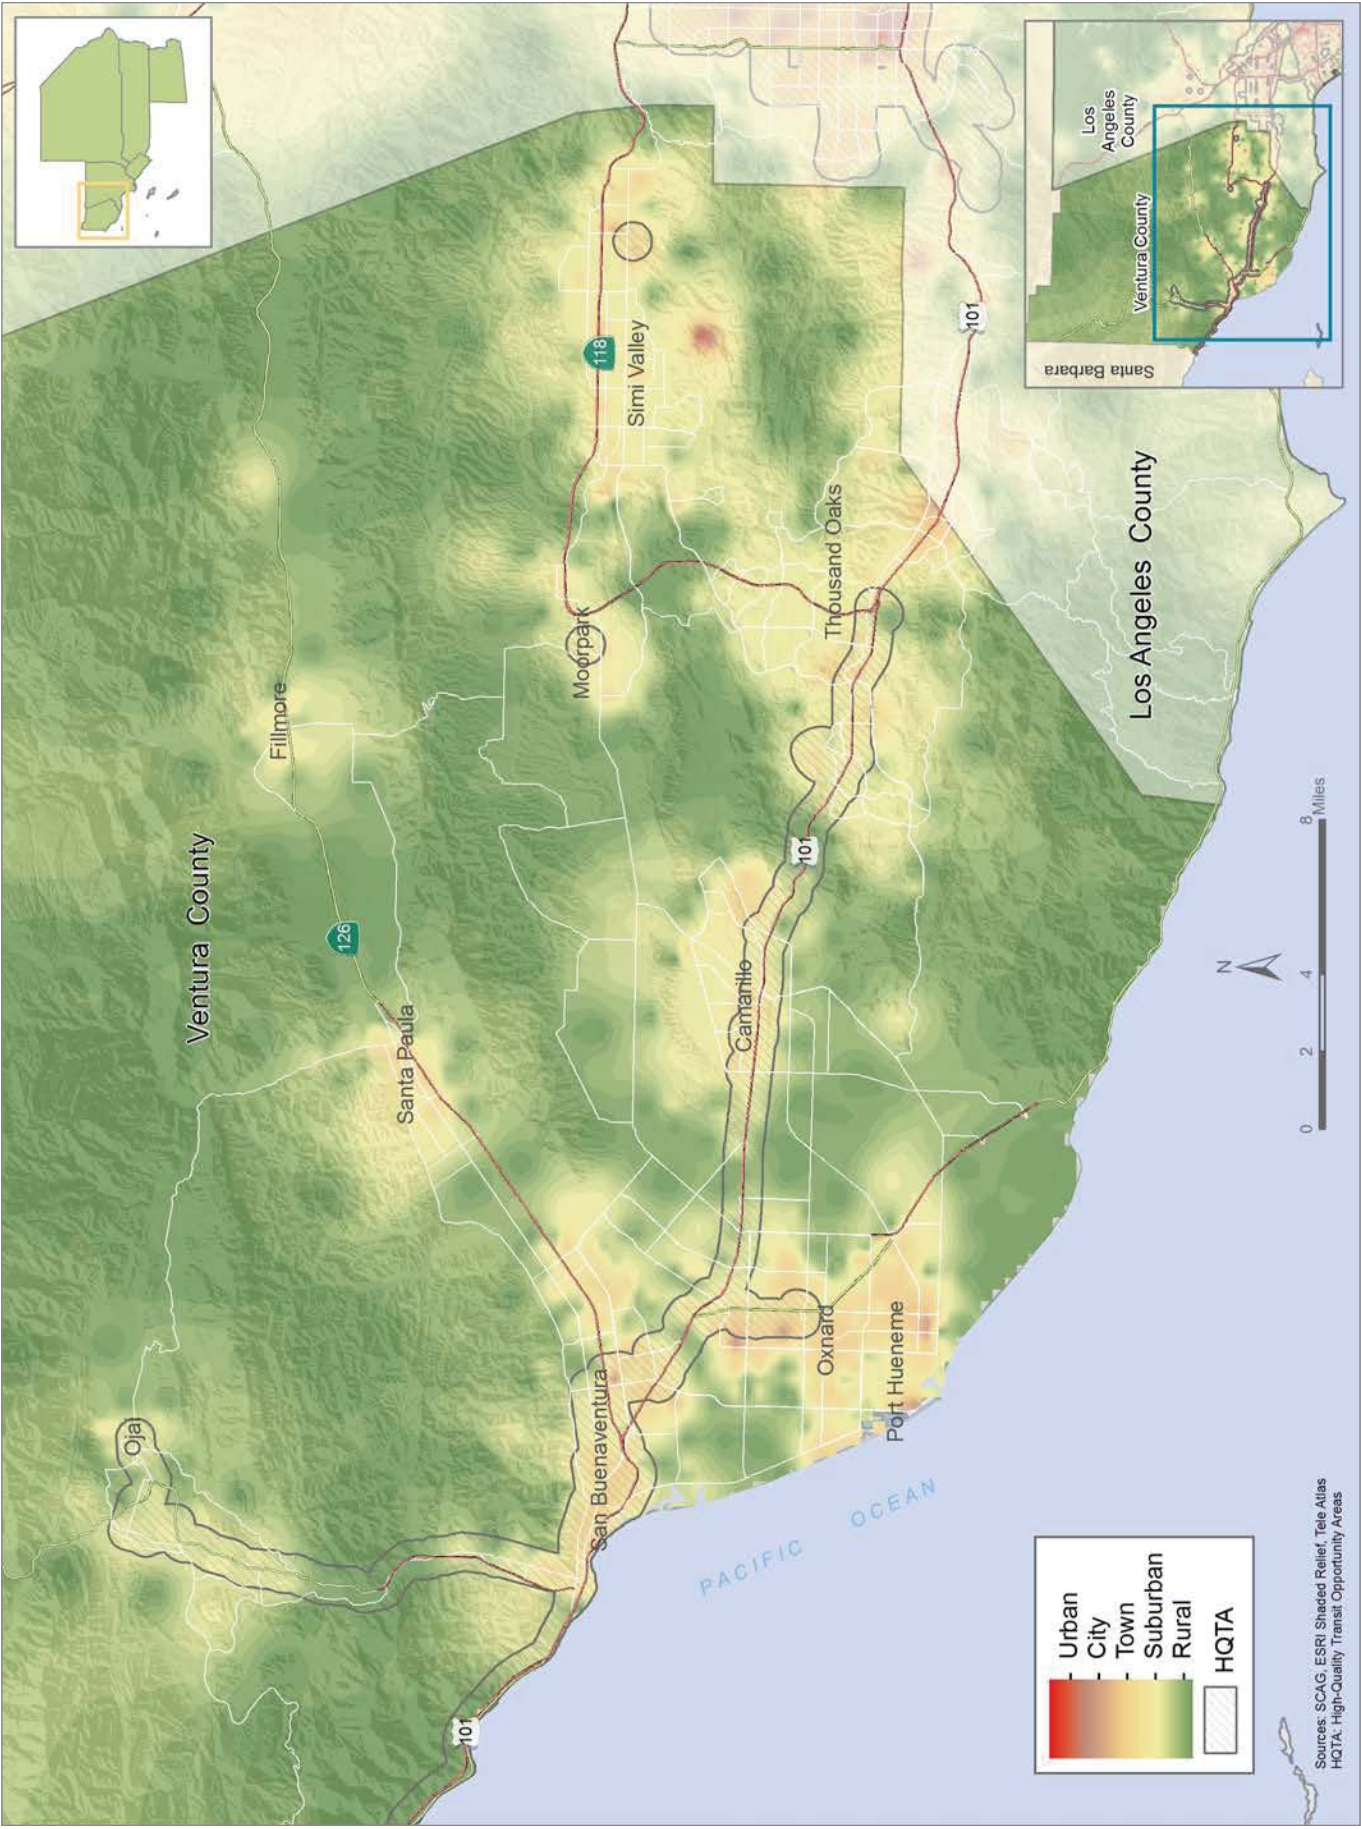 Ventura County
Los Angeles County
Ojai
Fillmore
Santa Paula
126
Moorpark
118
Simi Valley
San Buenaventura
Camarillo
Thousand Oaks
Oxnard
Port Hueneme
101
101
101
PACIFIC OCEAN
Santa Barbara
Ventura County
Los
Angeles
County
Urban
City
Town
Suburban
Rural
HQTA
N
0 2 4 8
Miles
Sources: SCAG, ESRI Shaded Relief, Tele Atlas
HQTA: High-Quality Transit Opportunity Areas